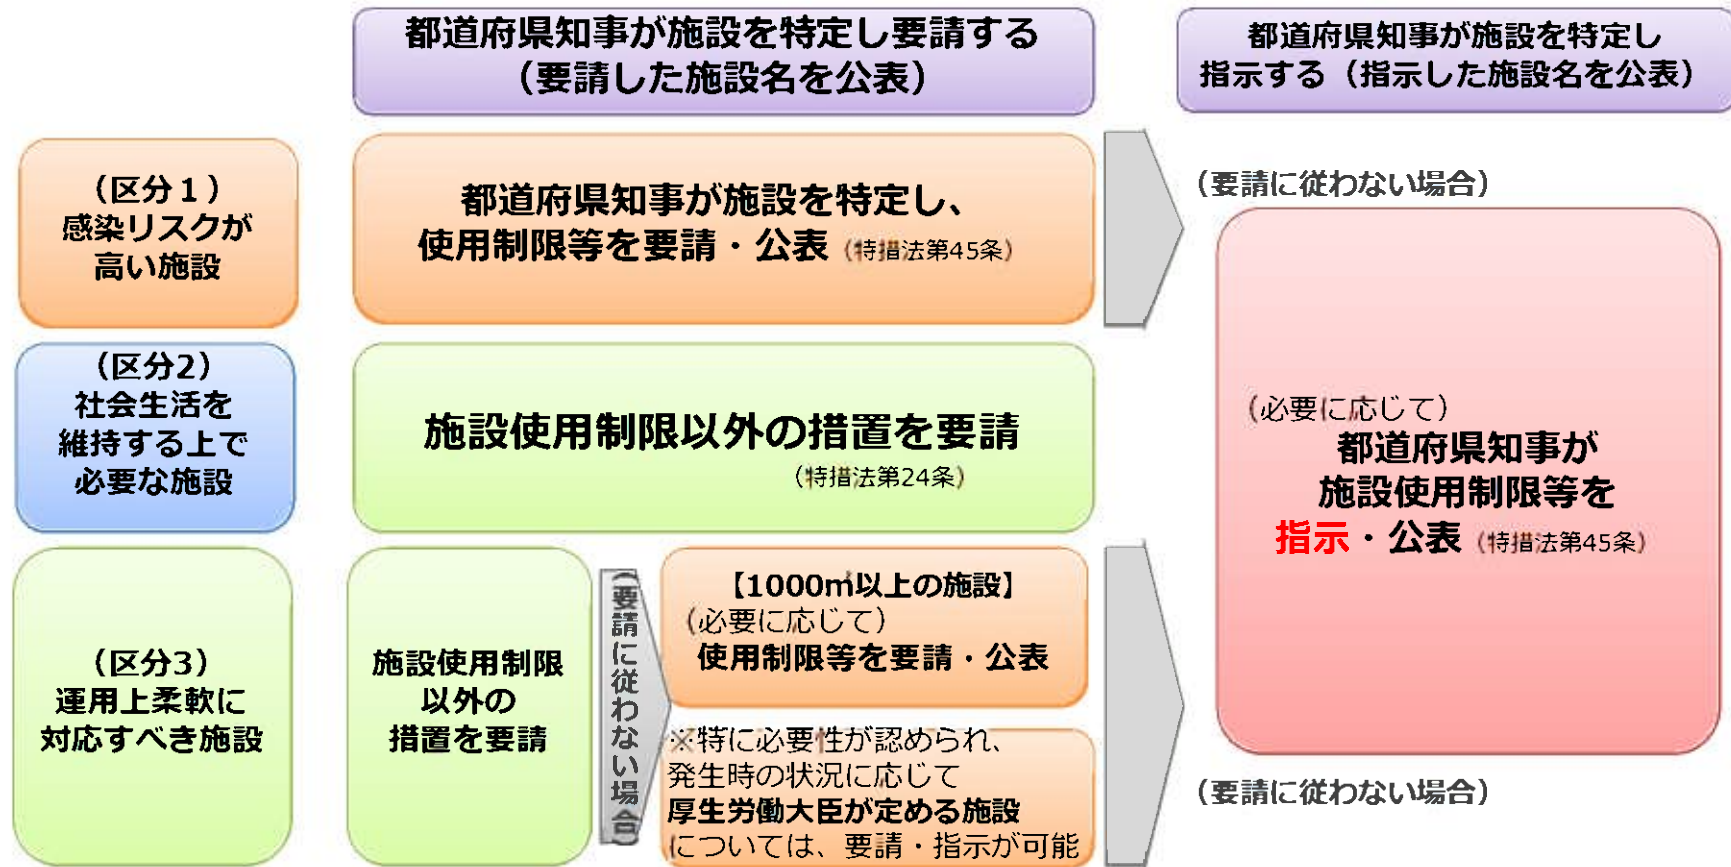 都道府県知事が施設を特定し要請する
（要請した施設名を公表）
都道府県知事が施設を特定し
指示する（指示した施設名を公表）
（区分１）
感染リスクが
高い施設
都道府県知事が施設を特定し、
使用制限等を要請・公表（特措法第45条）
（要請に従わない場合）
（区分2）
社会生活を
維持する上で
必要な施設
施設使用制限以外の措置を要請
（特措法第24条）
（必要に応じて）
都道府県知事が
施設使用制限等を
指示・公表（特措法第45条）
（区分3）
運用上柔軟に
対応すべき施設
施設使用制限
以外の
措置を要請
（要請に従わない場合）
【1000㎡以上の施設】
（必要に応じて）
使用制限等を要請・公表
※特に必要性が認められ、
発生時の状況に応じて
厚生労働大臣が定める施設
については、要請・指示が可能
（要請に従わない場合）